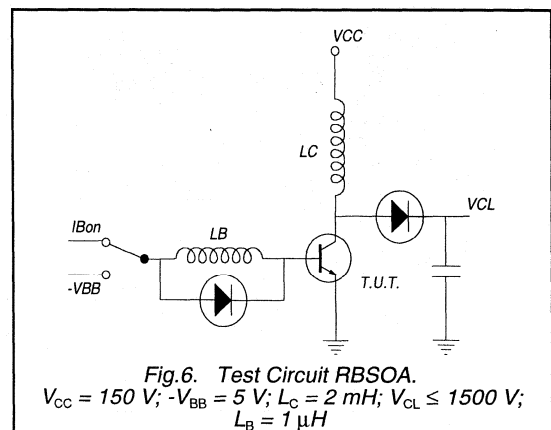 VCC
LC
VCL
IBon
LB
-VBB
T.U.T.
Fig.6. Test Circuit RBSOA.
VCC = 150 V; -VBB = 5 V; LC = 2 mH; VCL ≤ 1500 V;
LB = 1 µH